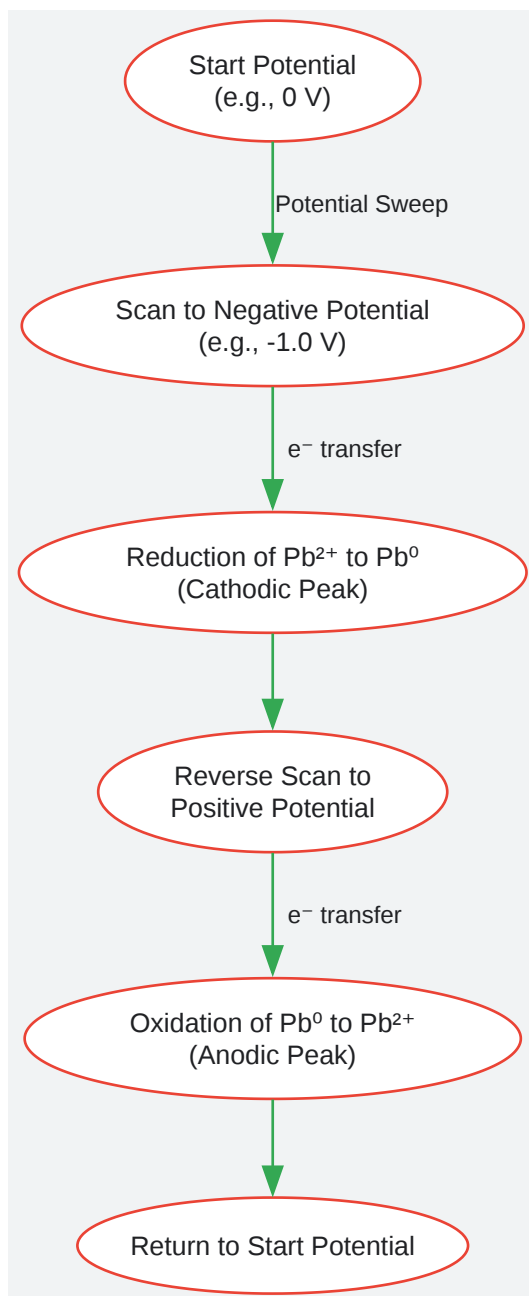 Start Potential
(e.g., 0 V)
Potential Sweep
Scan to Negative Potential
(e.g., -1.0 V)
e⁻ transfer
Reduction of Pb²⁺ to Pb⁰
(Cathodic Peak)
Reverse Scan to
Positive Potential
e⁻ transfer
Oxidation of Pb⁰ to Pb²⁺
(Anodic Peak)
Return to Start Potential